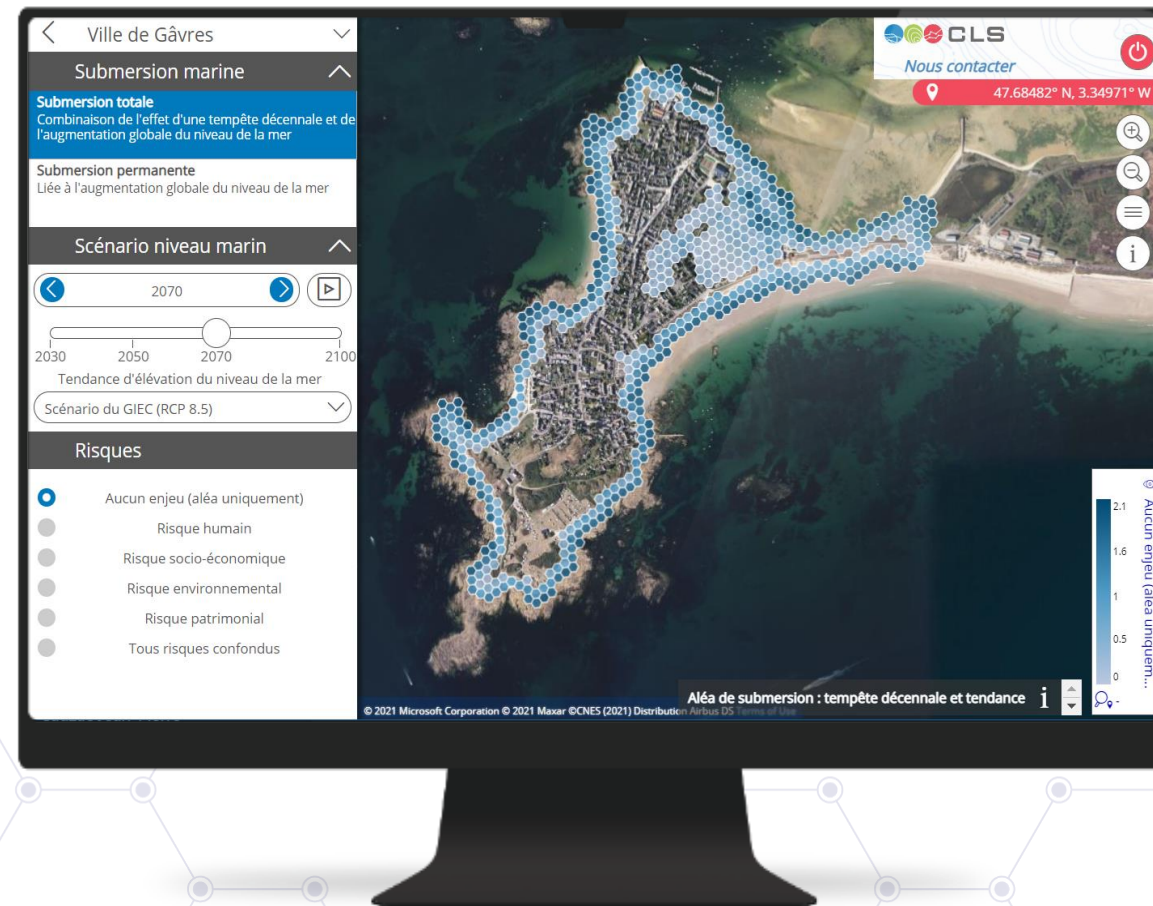 Ville de Gâvres
Submersion marine
Submersion totale
Combinaison de l'effet d'une tempête décennale et de
l'augmentation globale du niveau de la mer
Submersion permanente
Liée à l'augmentation globale du niveau de la mer
Scénario niveau marin
2070
2030 2050 2070 2100
Tendance d'élévation du niveau de la mer
Scénario du GIEC (RCP 8.5)
Risques
Aucun enjeu (aléa uniquement)
Risque humain
Risque socio-économique
Risque environnemental
Risque patrimonial
Tous risques confondus
CLS
Nous contacter
47.68482° N, 3.34971° W
i
2.1
1.6
1
0.5
0
Aucun enjeu (aléa uniquem...
Aléa de submersion : tempête décennale et tendance i
© 2021 Microsoft Corporation © 2021 Maxar ©CNES (2021) Distribution Airbus DS Terms of Use